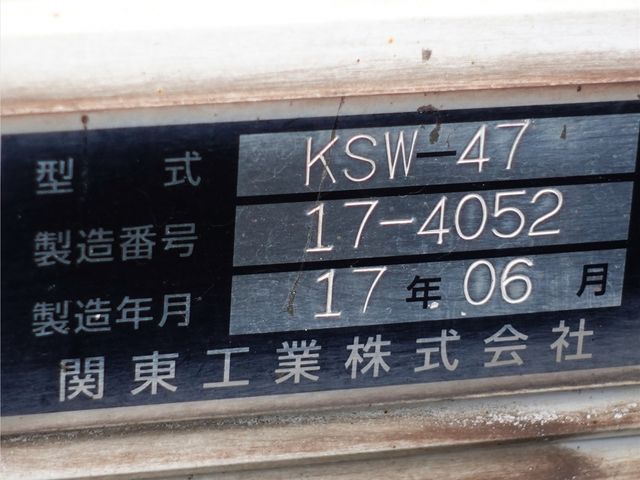 型式 KSW-47
製造番号 17-4052
製造年月 17年06月
関東工業株式会社